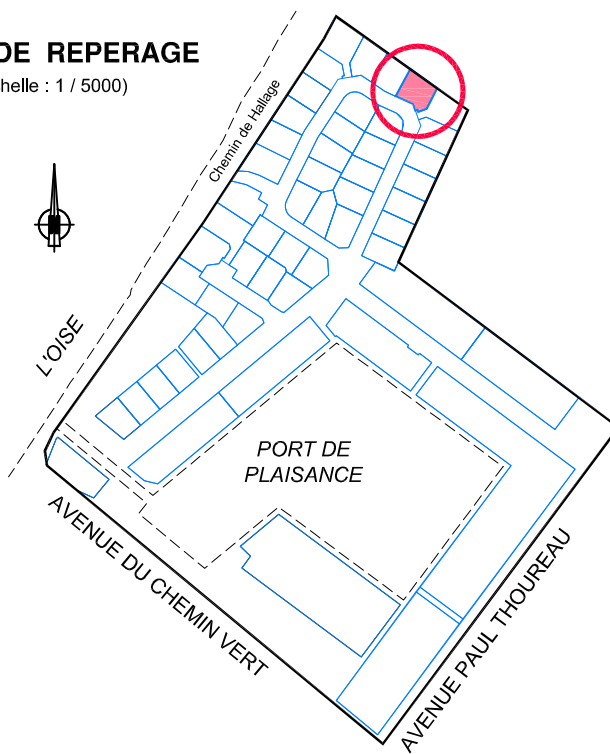 DE REPERAGE
helle : 1 / 5000)
Chemin de Hallage
L'OISE
PORT DE
PLAISANCE
AVENUE DU CHEMIN VERT
AVENUE PAUL THOUREAU